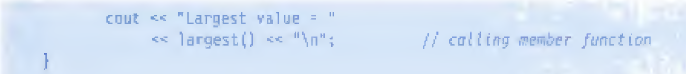 cout << "Largest value = "
<< largest() << "\n"; // calling member function
}